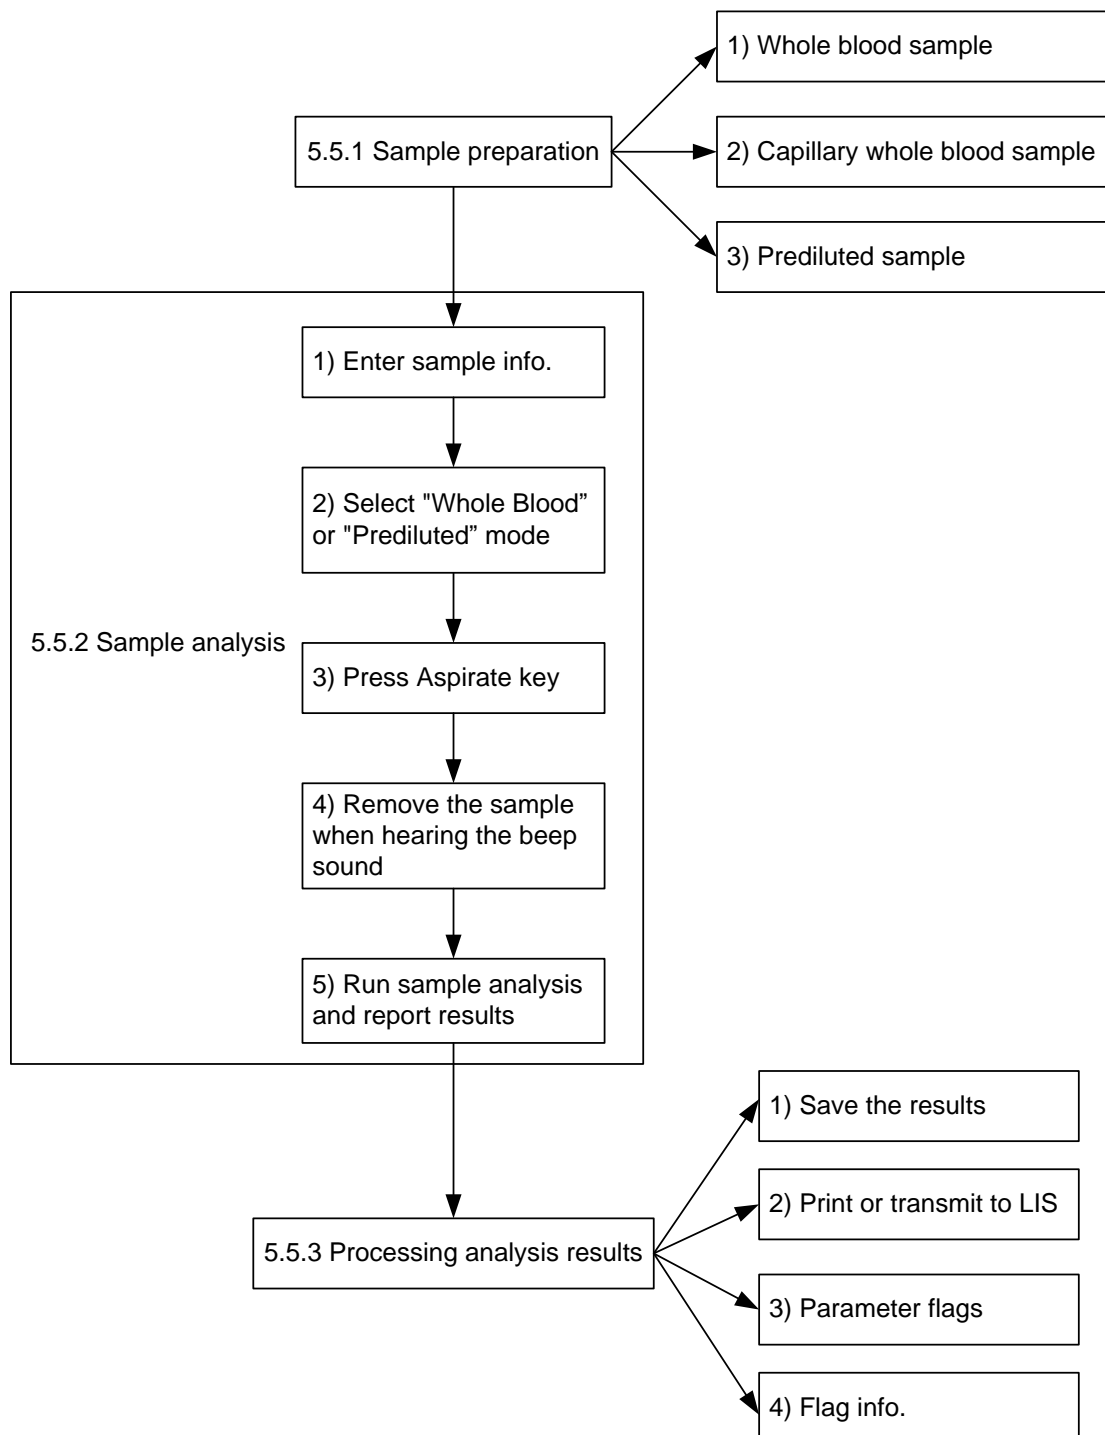 1) Whole blood sample
5.5.1 Sample preparation
2) Capillary whole blood sample
3) Prediluted sample
1) Enter sample info.
2) Select "Whole Blood”
or "Prediluted” mode
5.5.2 Sample analysis
3) Press Aspirate key
4) Remove the sample
when hearing the beep
sound
5) Run sample analysis
and report results
1) Save the results
2) Print or transmit to LIS
5.5.3 Processing analysis results
3) Parameter flags
4) Flag info.